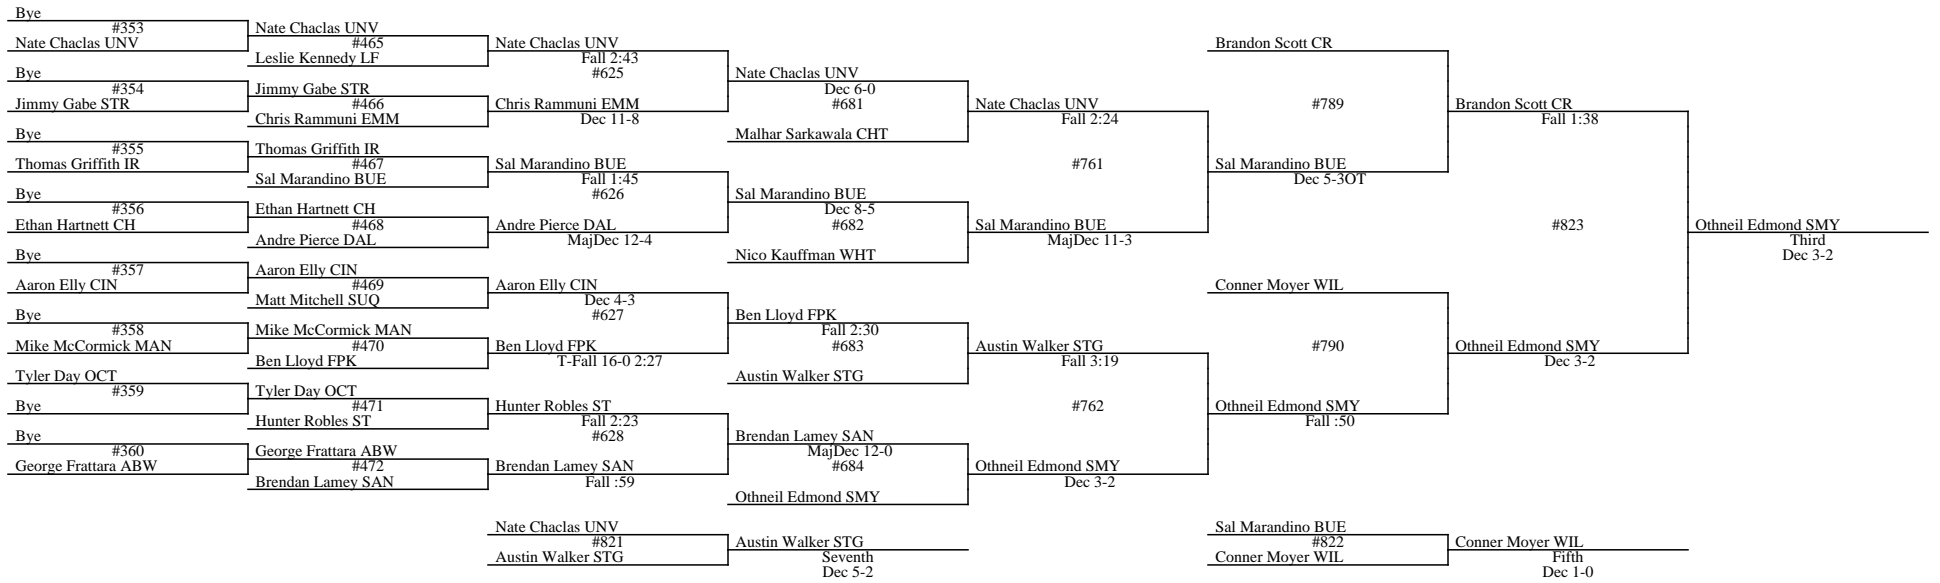 Bye
#353
Nate Chaclas UNV
Bye
#354
Jimmy Gabe STR
Bye
#355
Thomas Griffith IR
Bye
#356
Ethan Hartnett CH
Bye
#357
Aaron Elly CIN
Bye
#358
Mike McCormick MAN
Tyler Day OCT
#359
Bye
Bye
#360
George Frattara ABW
Nate Chaclas UNV
#465
Leslie Kennedy LF
Jimmy Gabe STR
#466
Chris Rammuni EMM
Thomas Griffith IR
#467
Sal Marandino BUE
Ethan Hartnett CH
#468
Andre Pierce DAL
Aaron Elly CIN
#469
Matt Mitchell SUQ
Mike McCormick MAN
#470
Ben Lloyd FPK
Tyler Day OCT
#471
Hunter Robles ST
George Frattara ABW
#472
Brendan Lamey SAN
Nate Chaclas UNV
Fall 2:43
#625
Chris Rammuni EMM
Dec 11-8
Sal Marandino BUE
Fall 1:45
#626
Andre Pierce DAL
MajDec 12-4
Aaron Elly CIN
Dec 4-3
#627
Ben Lloyd FPK
T-Fall 16-0 2:27
Hunter Robles ST
Fall 2:23
#628
Brendan Lamey SAN
Fall :59
Nate Chaclas UNV
Dec 6-0
#681
Malhar Sarkawala CHT
Sal Marandino BUE
Dec 8-5
#682
Nico Kauffman WHT
Ben Lloyd FPK
Fall 2:30
#683
Austin Walker STG
Brendan Lamey SAN
MajDec 12-0
#684
Othneil Edmond SMY
Nate Chaclas UNV
Fall 2:24
#761
Sal Marandino BUE
MajDec 11-3
Austin Walker STG
Fall 3:19
#762
Othneil Edmond SMY
Dec 3-2
Brandon Scott CR
#789
Sal Marandino BUE
Dec 5-3OT
Conner Moyer WIL
#790
Othneil Edmond SMY
Fall :50
Brandon Scott CR
Fall 1:38
#823
Othneil Edmond SMY
Dec 3-2
Othneil Edmond SMY
Third
Dec 3-2
Nate Chaclas UNV
#821
Austin Walker STG
Austin Walker STG
Seventh
Dec 5-2
Sal Marandino BUE
#822
Conner Moyer WIL
Conner Moyer WIL
Fifth
Dec 1-0